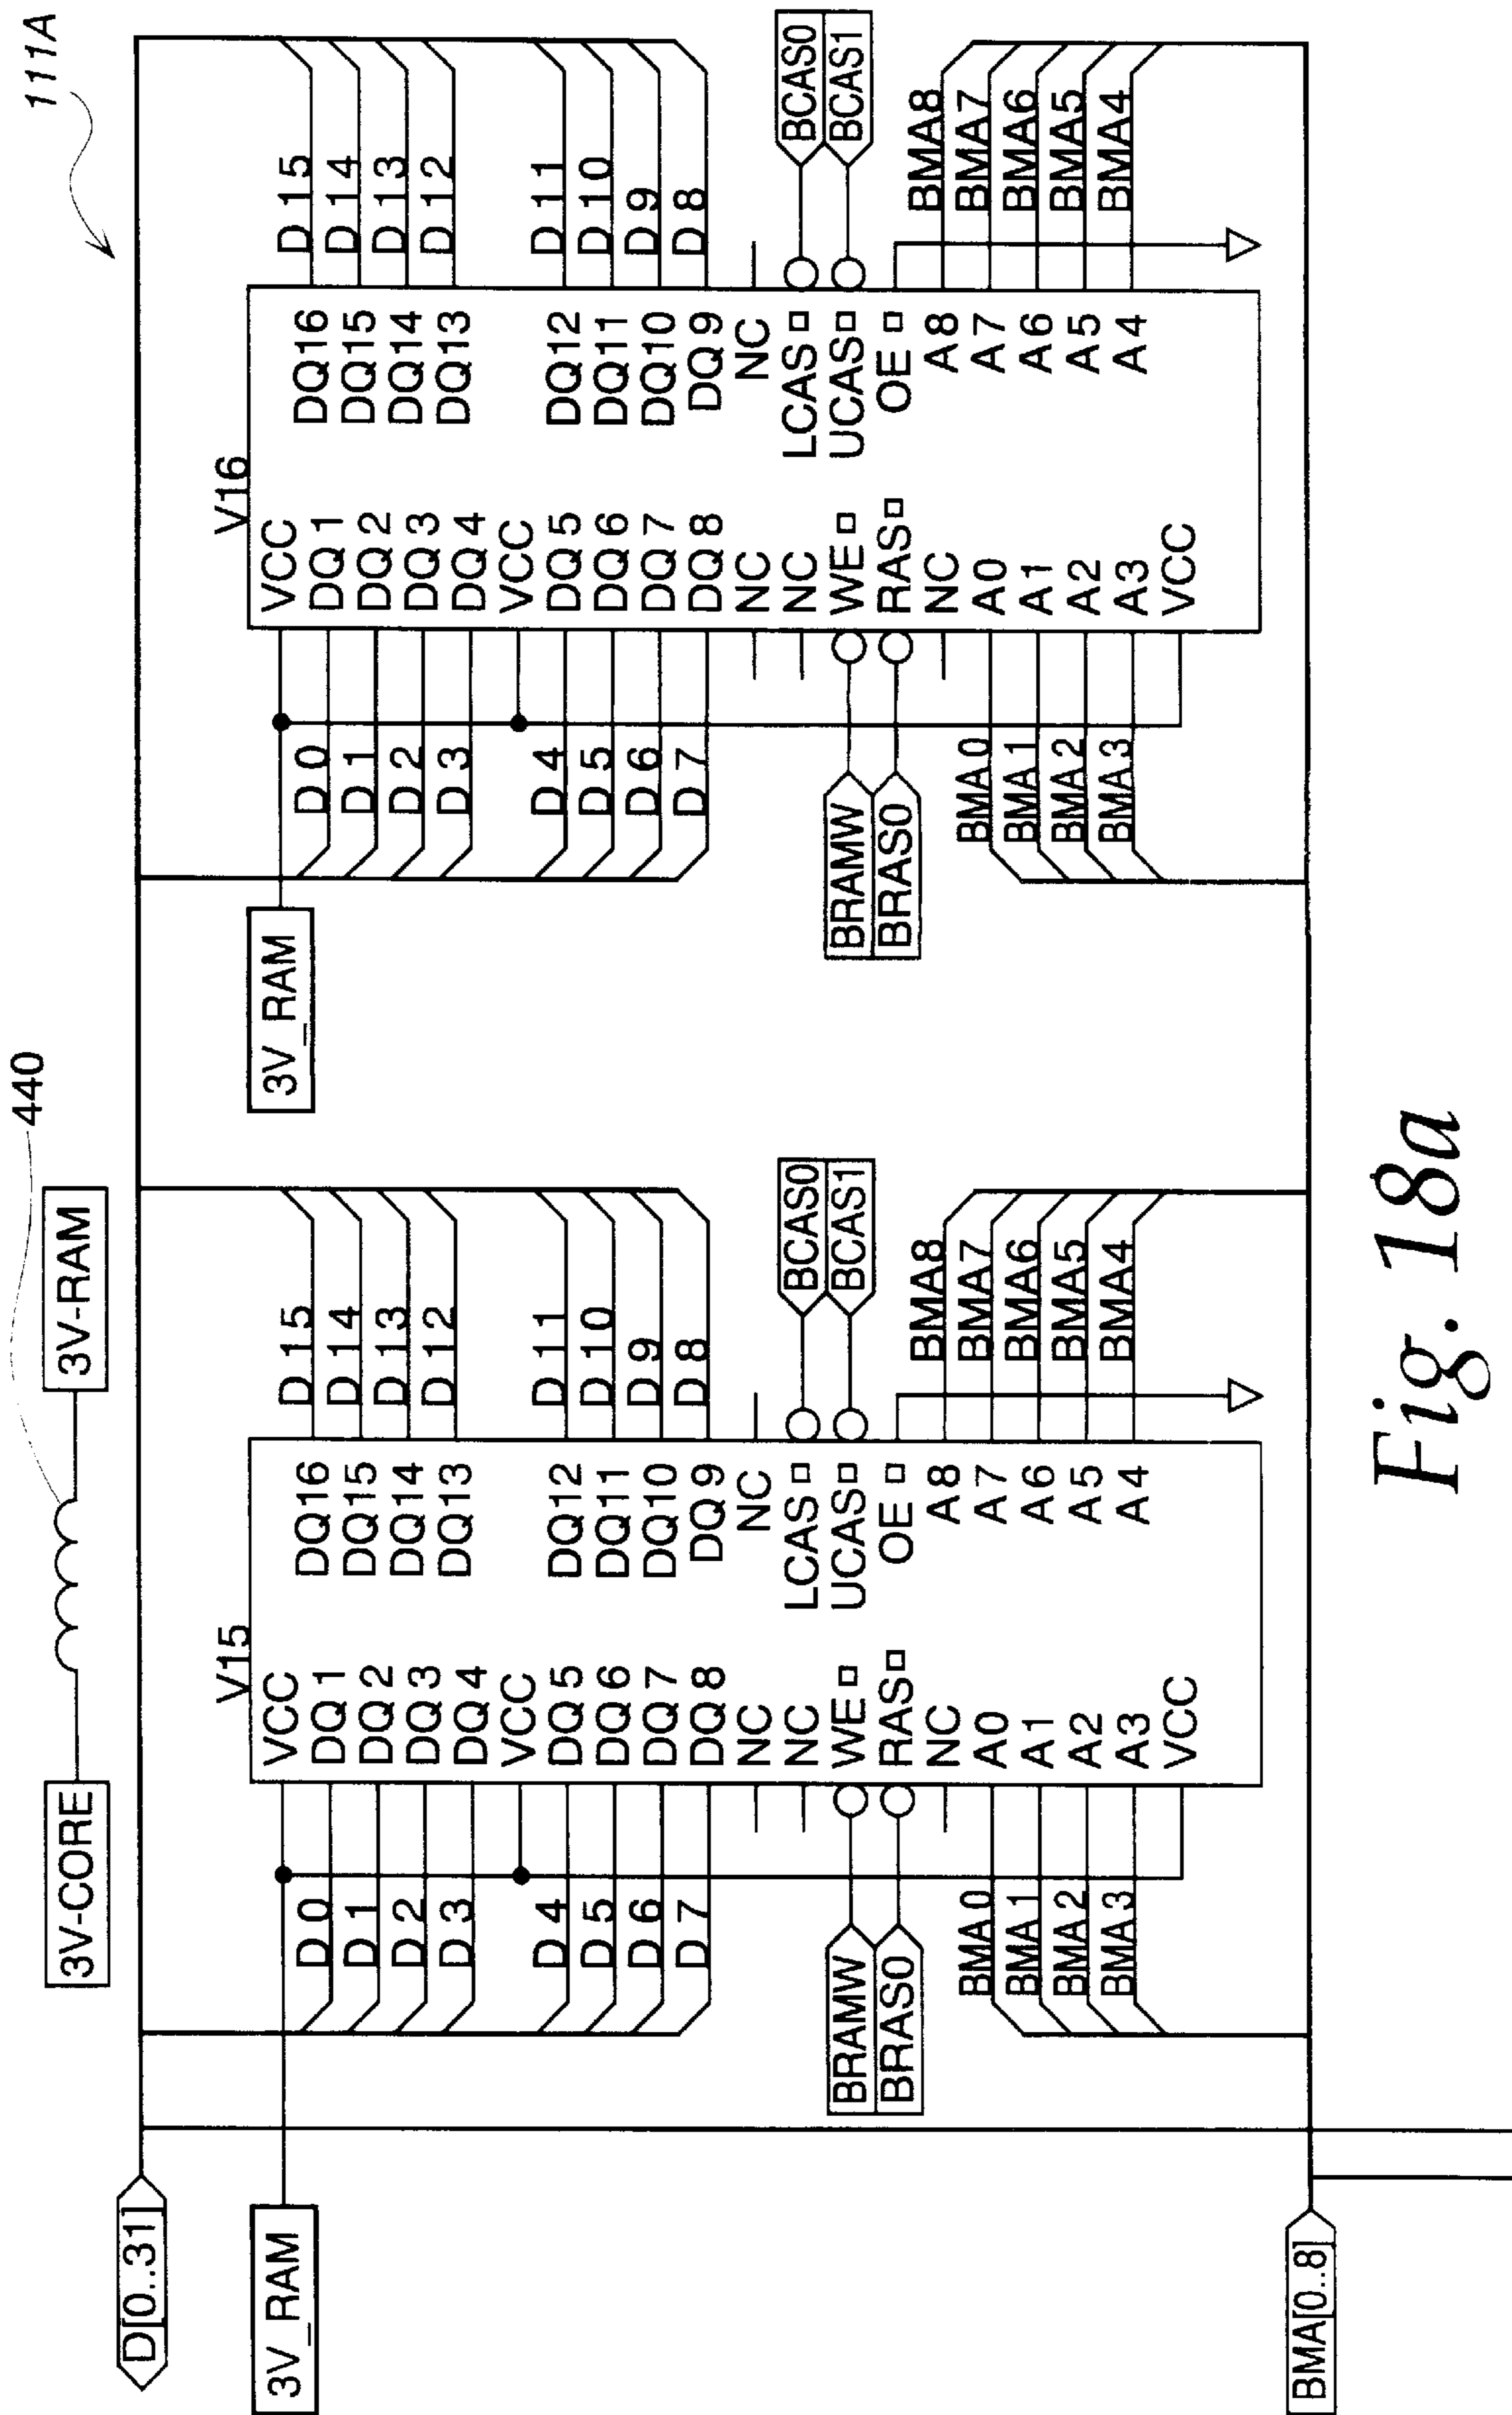 111A
440
3V-CORE
3V-RAM
D[0..31]
3V_RAM
V15
VCC
DQ1
DQ2
DQ3
DQ4
VCC
DQ5
DQ6
DQ7
DQ8
NC
NC
WE
RAS
NC
A0
A1
A2
A3
VCC
DQ16
DQ15
DQ14
DQ13
DQ12
DQ11
DQ10
DQ9
NC
LCAS
UCAS
OE
A8
A7
A6
A5
A4
D0
D1
D2
D3
D4
D5
D6
D7
BRAMW
BRAS0
BMA0
BMA1
BMA2
BMA3
D15
D14
D13
D12
D11
D10
D9
D8
BCAS0
BCAS1
BMA8
BMA7
BMA6
BMA5
BMA4
3V_RAM
V16
VCC
DQ1
DQ2
DQ3
DQ4
VCC
DQ5
DQ6
DQ7
DQ8
NC
NC
WE
RAS
NC
A0
A1
A2
A3
VCC
DQ16
DQ15
DQ14
DQ13
DQ12
DQ11
DQ10
DQ9
NC
LCAS
UCAS
OE
A8
A7
A6
A5
A4
D0
D1
D2
D3
D4
D5
D6
D7
BRAMW
BRAS0
BMA0
BMA1
BMA2
BMA3
D15
D14
D13
D12
D11
D10
D9
D8
BCAS0
BCAS1
BMA8
BMA7
BMA6
BMA5
BMA4
BMA[0..8]
Fig. 18a